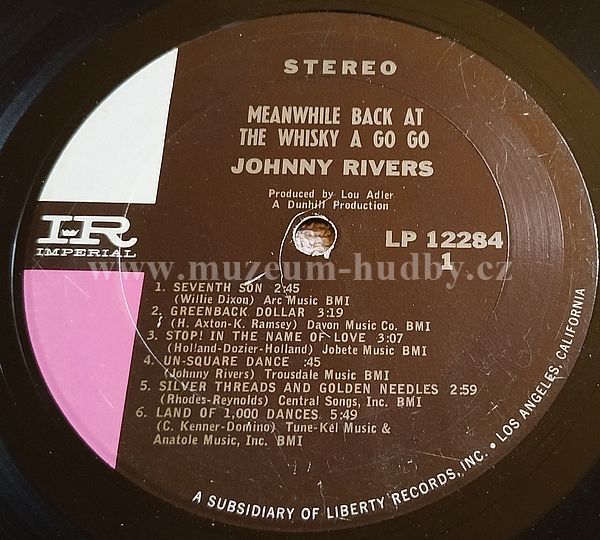 STEREO
MEANWHILE BACK AT
THE WHISKY A GO GO
JOHNNY RIVERS
Produced by Lou Adler
A Dunhill Production
IR
IMPERIAL
LP 12284
1
www.muzeum-hudby.cz
1. SEVENTH SON 2:45
(Willie Dixon) Arc Music BMI
2. GREENBACK DOLLAR 3:19
(H. Axton-K. Ramsey) Davon Music Co. BMI
3. STOP! IN THE NAME OF LOVE 3:07
(Holland-Dozier-Holland) Jobete Music BMI
4. UN-SQUARE DANCE :45
(Johnny Rivers) Trousdale Music BMI
5. SILVER THREADS AND GOLDEN NEEDLES 2:59
(Rhodes-Reynolds) Central Songs, Inc. BMI
6. LAND OF 1,000 DANCES 5:49
(C. Kenner-Domino) Tune-Kel Music &
Anatole Music, Inc. BMI
A SUBSIDIARY OF LIBERTY RECORDS, INC. • LOS ANGELES, CALIFORNIA